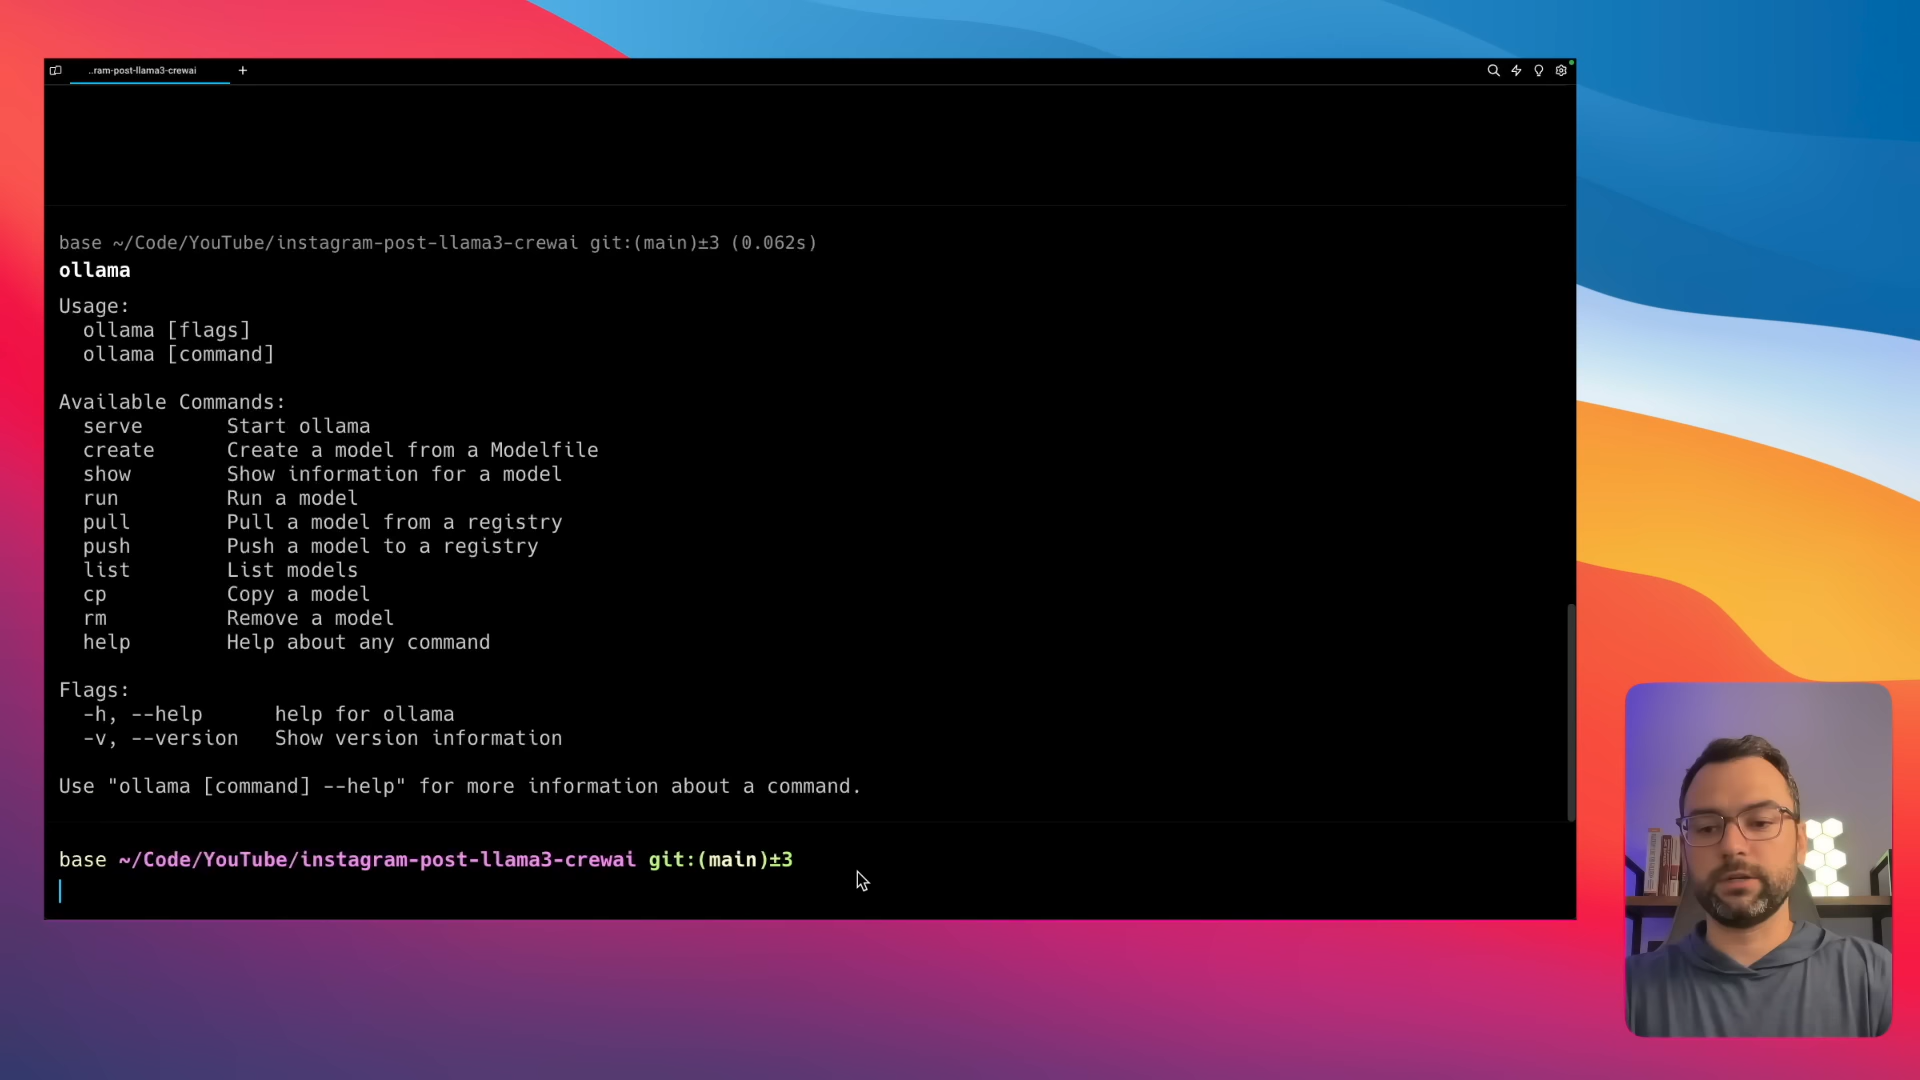 ..ram-post-llama3-crewai
base ~/Code/YouTube/instagram-post-llama3-crewai git:(main)±3 (0.062s)
ollama
Usage:
ollama [flags]
ollama [command]
Available Commands:
serve Start ollama
create Create a model from a Modelfile
show Show information for a model
run Run a model
pull Pull a model from a registry
push Push a model to a registry
list List models
cp Copy a model
rm Remove a model
help Help about any command
Flags:
-h, --help help for ollama
-v, --version Show version information
Use "ollama [command] --help" for more information about a command.
base ~/Code/YouTube/instagram-post-llama3-crewai git:(main)±3